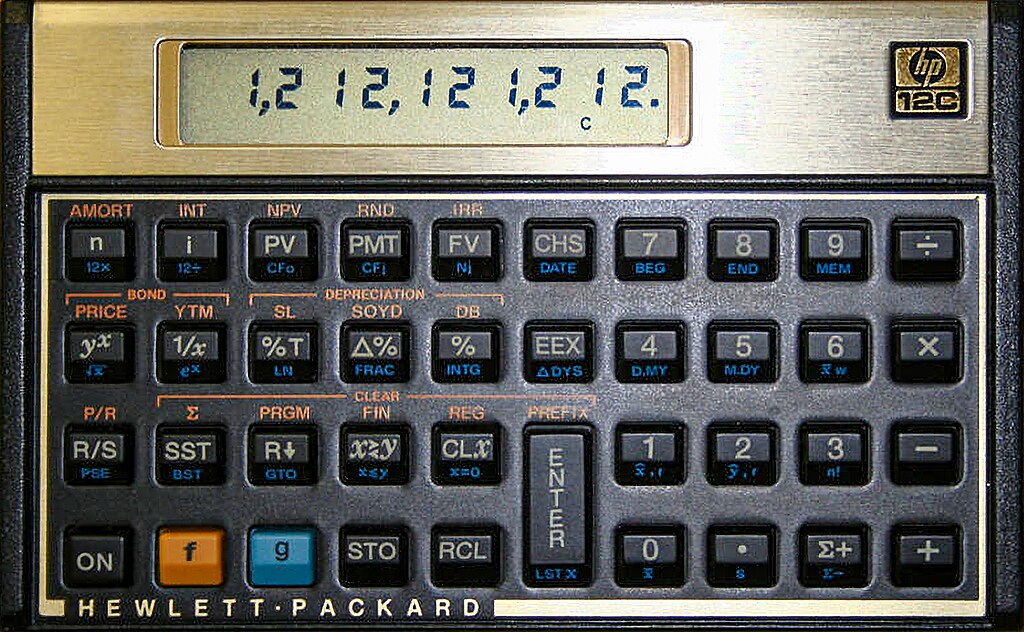 1,212,121,212.
C
hp
12C
AMORT INT NPV RND IRR
n i PV PMT FV CHS 7 8 9 ÷
12× 12÷ CFo CFj Nj DATE BEG END MEM
BOND DEPRECIATION
PRICE YTM SL SOYD DB
yˣ 1/x %T Δ% % EEX 4 5 6 ×
√x eˣ LN FRAC INTG ΔDYS D.MY M.DY x̄w
CLEAR
P/R Σ PRGM FIN REG PREFIX
R/S SST R↓ x≷y CLx ENTER 1 2 3 −
PSE BST GTO x≤y x=0 x̂,r ŷ,r n!
ON f g STO RCL 0 · Σ+ +
LST X x̄ s Σ−
HEWLETT·PACKARD